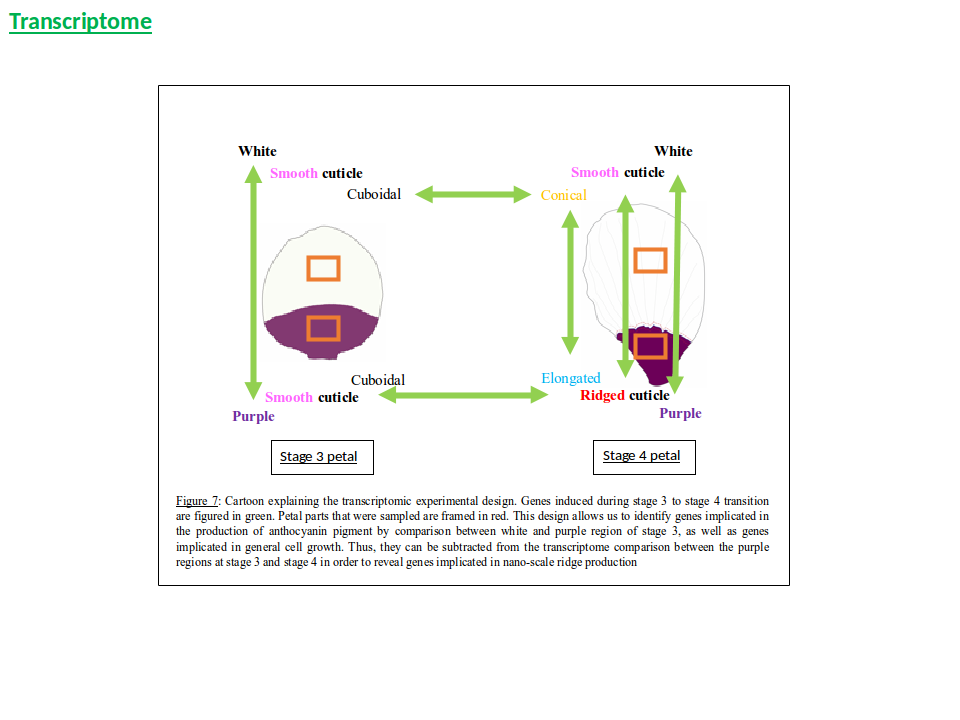 Transcriptome
White
White
Smooth cuticle
Smooth cuticle
Cuboidal
Conical
Cuboidal
Elongated
Smooth cuticle
Ridged cuticle
Purple
Purple
Stage 3 petal
Stage 4 petal
Figure 7: Cartoon explaining the transcriptomic experimental design. Genes induced during stage 3 to stage 4 transition
are figured in green. Petal parts that were sampled are framed in red. This design allows us to identify genes implicated in
the production of anthocyanin pigment by comparison between white and purple region of stage 3, as well as genes
implicated in general cell growth. Thus, they can be subtracted from the transcriptome comparison between the purple
regions at stage 3 and stage 4 in order to reveal genes implicated in nano-scale ridge production